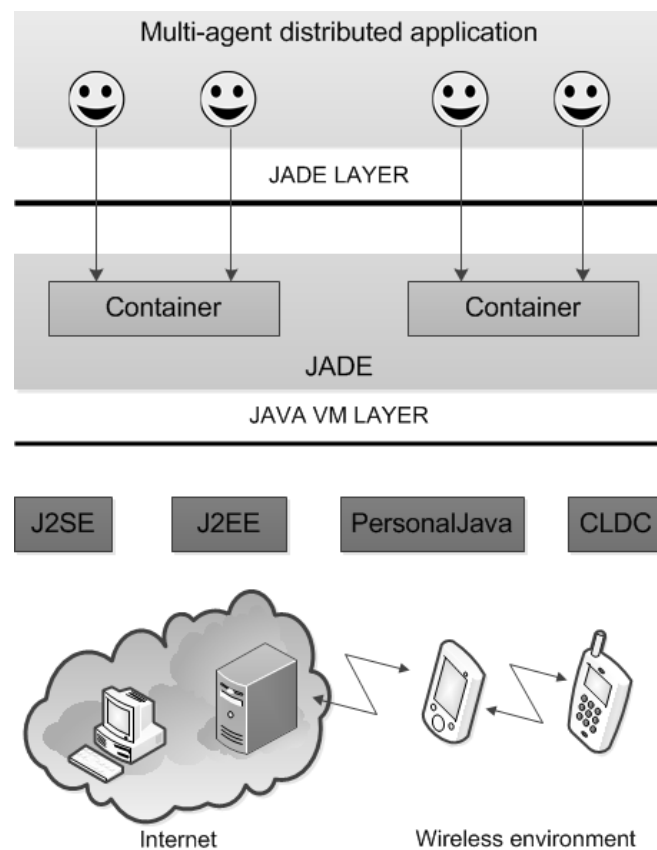 Multi-agent distributed application
JADE LAYER
Container
Container
JADE
JAVA VM LAYER
J2SE
J2EE
PersonalJava
CLDC
Internet
Wireless environment